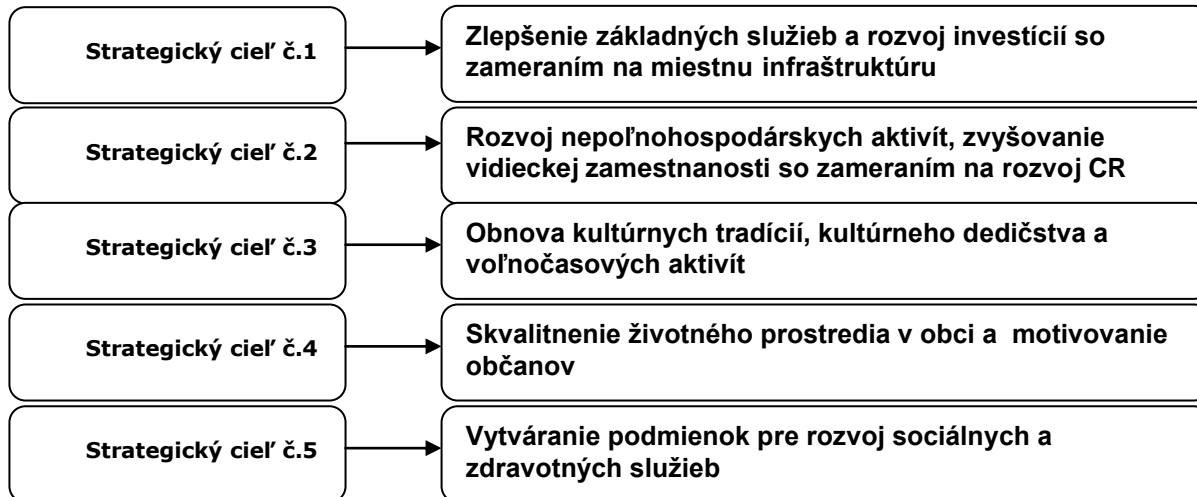 Strategický cieľ č.1
Zlepšenie základných služieb a rozvoj investícií so
zameraním na miestnu infraštruktúru
Strategický cieľ č.2
Rozvoj nepoľnohospodárskych aktivít, zvyšovanie
vidieckej zamestnanosti so zameraním na rozvoj CR
Strategický cieľ č.3
Obnova kultúrnych tradícií, kultúrneho dedičstva a
voľnočasových aktivít
Strategický cieľ č.4
Skvalitnenie životného prostredia v obci a motivovanie
občanov
Strategický cieľ č.5
Vytváranie podmienok pre rozvoj sociálnych a
zdravotných služieb